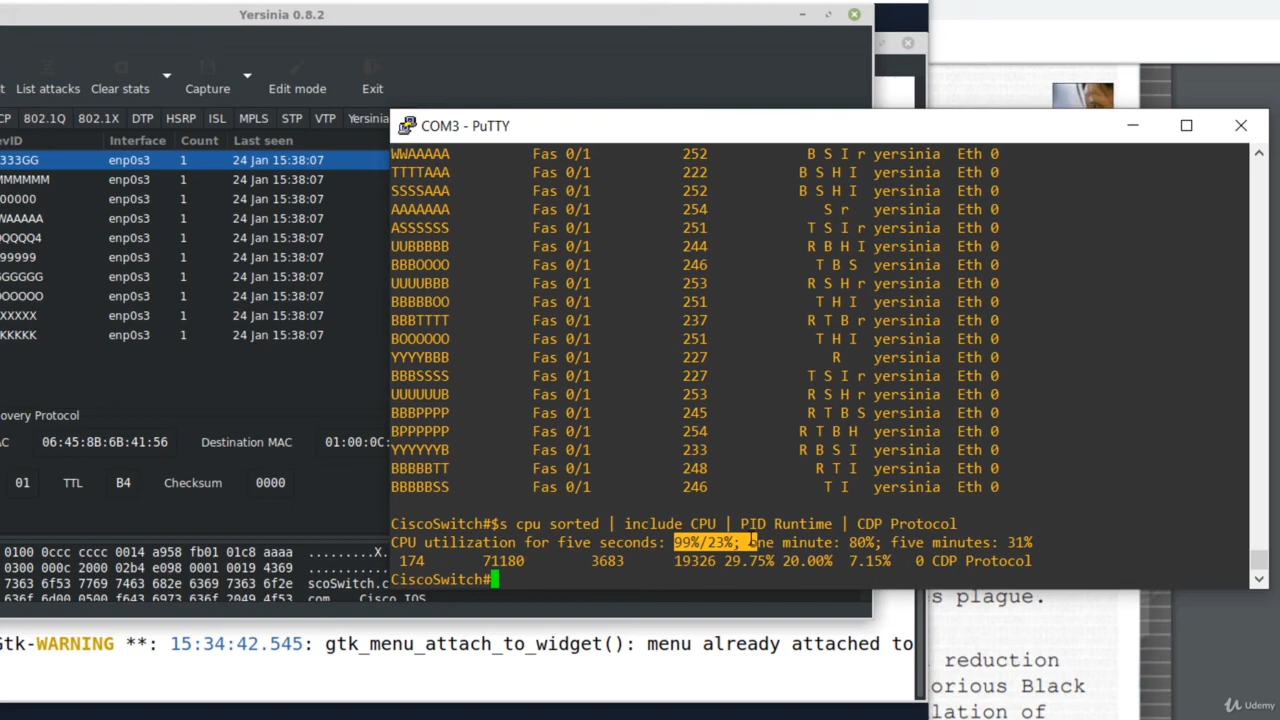 Yersinia 0.8.2
List attacks Clear stats Capture Edit mode Exit
CP 802.1Q 802.1X DTP HSRP ISL MPLS STP VTP Yersinia
evID Interface Count Last seen
333GG enp0s3 1 24 Jan 15:38:07
MMMMMM enp0s3 1 24 Jan 15:38:07
00000 enp0s3 1 24 Jan 15:38:07
WAAAAA enp0s3 1 24 Jan 15:38:07
QQQQ4 enp0s3 1 24 Jan 15:38:07
99999 enp0s3 1 24 Jan 15:38:07
GGGGGG enp0s3 1 24 Jan 15:38:07
OOOOOO enp0s3 1 24 Jan 15:38:07
XXXXX enp0s3 1 24 Jan 15:38:07
KKKKK enp0s3 1 24 Jan 15:38:07
overy Protocol
AC 06:45:8B:6B:41:56 Destination MAC 01:00:0C:
01 TTL B4 Checksum 0000
0100 0ccc cccc 0014 a958 fb01 01c8 aaaa .........X.
0300 000c 2000 02b4 e098 0001 0019 4369
7363 6f53 7769 7463 682e 6369 7363 6f2e scoSwitch.c
636f 6d00 0500 f643 6973 636f 2049 4f53 com....Cisco IOS
Gtk-WARNING **: 15:34:42.545: gtk_menu_attach_to_widget(): menu already attached to
COM3 - PuTTY
WWAAAAA Fas 0/1 252 B S I r yersinia Eth 0
TTTTAAA Fas 0/1 222 B S H I yersinia Eth 0
SSSSAAA Fas 0/1 252 B S H I yersinia Eth 0
AAAAAAA Fas 0/1 254 S r yersinia Eth 0
ASSSSSS Fas 0/1 251 T S I r yersinia Eth 0
UUBBBBB Fas 0/1 244 R B H I yersinia Eth 0
BBBOOOO Fas 0/1 246 T B S yersinia Eth 0
UUUUBBB Fas 0/1 253 R S H r yersinia Eth 0
BBBBBOO Fas 0/1 251 T H I yersinia Eth 0
BBBTTTT Fas 0/1 237 R T B r yersinia Eth 0
BOOOOOO Fas 0/1 251 T H I yersinia Eth 0
YYYYBBB Fas 0/1 227 R yersinia Eth 0
BBBSSSS Fas 0/1 227 T S I r yersinia Eth 0
UUUUUUB Fas 0/1 253 R S H r yersinia Eth 0
BBBPPPP Fas 0/1 245 R T B S yersinia Eth 0
BPPPPPP Fas 0/1 254 R T B H yersinia Eth 0
YYYYYYB Fas 0/1 233 R B S I yersinia Eth 0
BBBBBTT Fas 0/1 248 R T I yersinia Eth 0
BBBBBSS Fas 0/1 246 T I yersinia Eth 0
CiscoSwitch#$s cpu sorted | include CPU | PID Runtime | CDP Protocol
CPU utilization for five seconds: 99%/23%; one minute: 80%; five minutes: 31%
174 71180 3683 19326 29.75% 20.00% 7.15% 0 CDP Protocol
CiscoSwitch#
s plague.
reduction
orious Black
lation of
Udemy